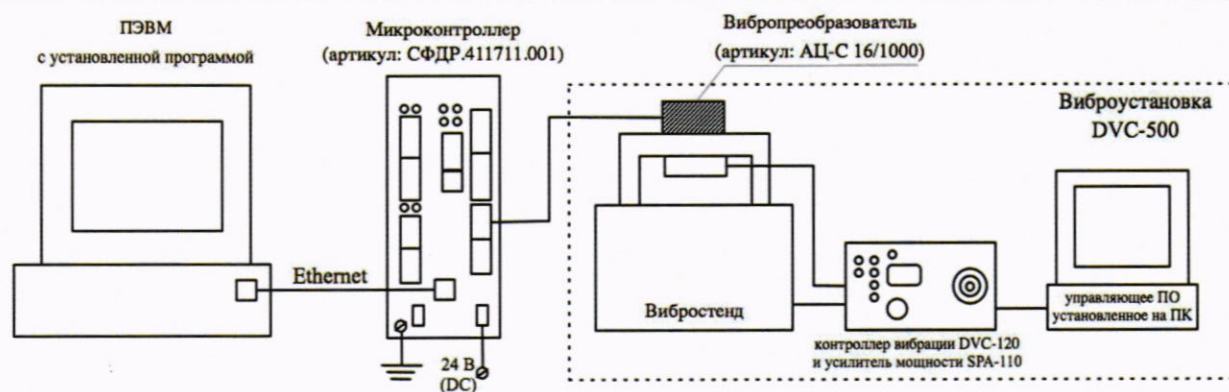 ПЭВМ
с установленной программой
Микроконтроллер
(артикул: СФДР.411711.001)
Вибропреобразователь
(артикул: АЦ-С 16/1000)
Виброустановка
DVC-500
Ethernet
24 В
(DC)
Вибростенд
контроллер вибрации DVC-120
и усилитель мощности SPA-110
управляющее ПО
установленное на ПК